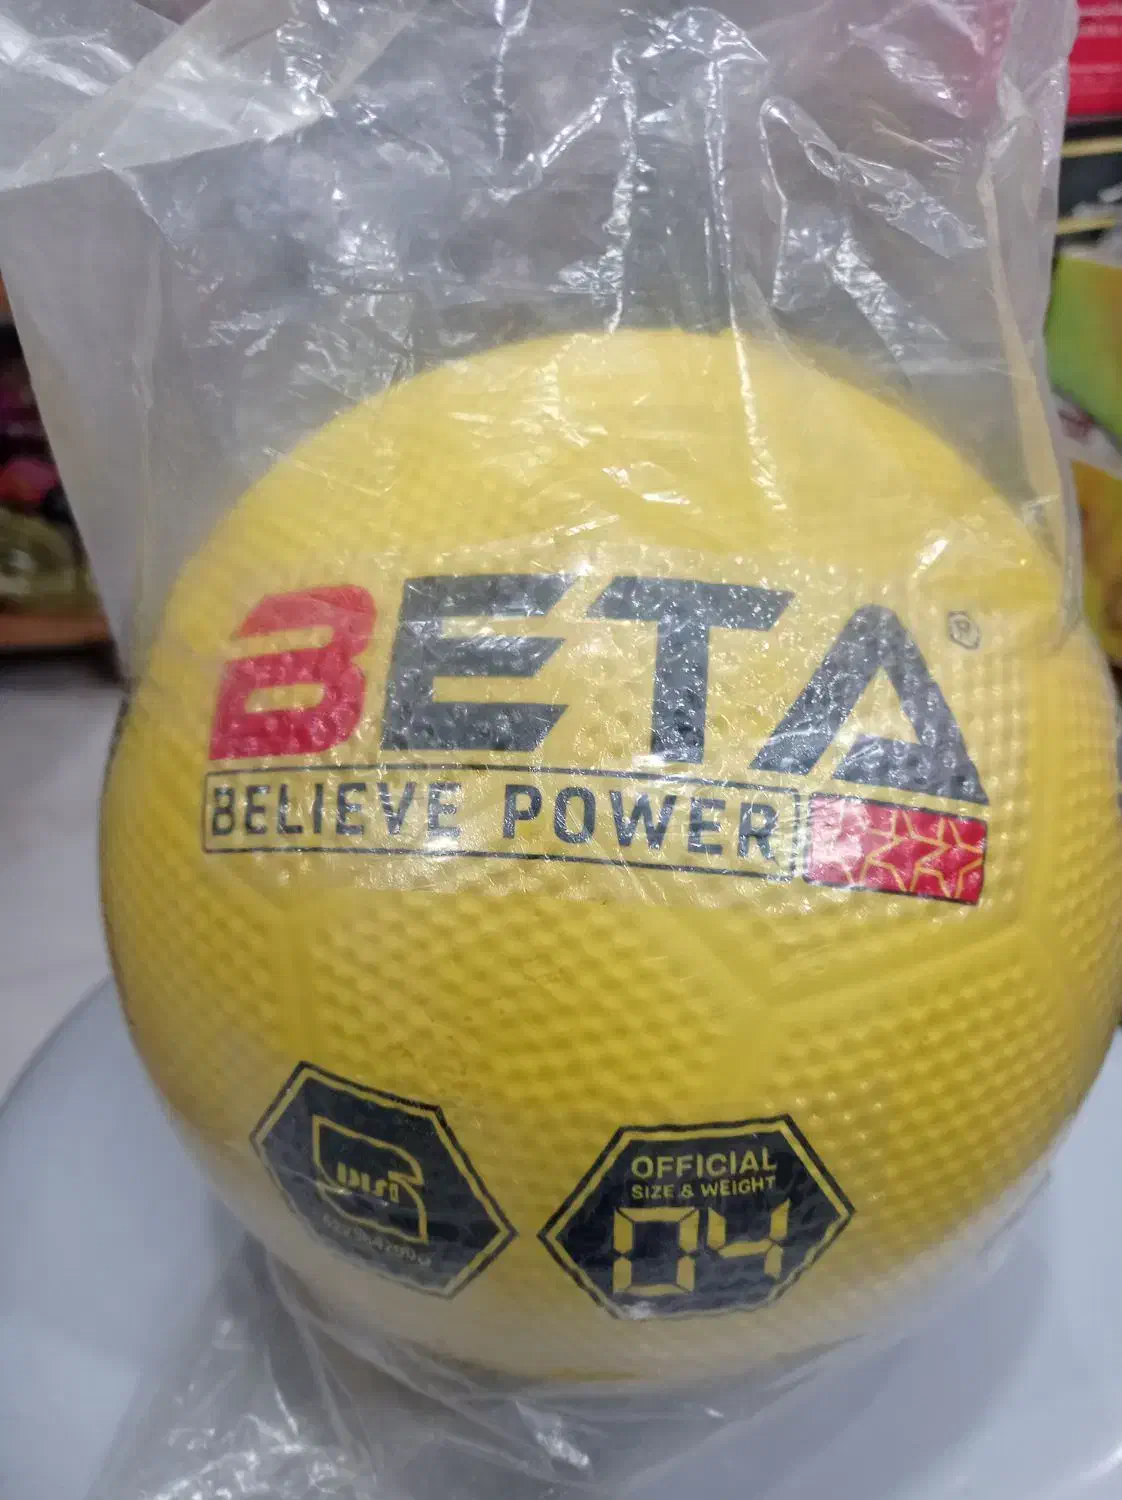 BETA®
BELIEVE POWER
OFFICIAL
SIZE & WEIGHT
04